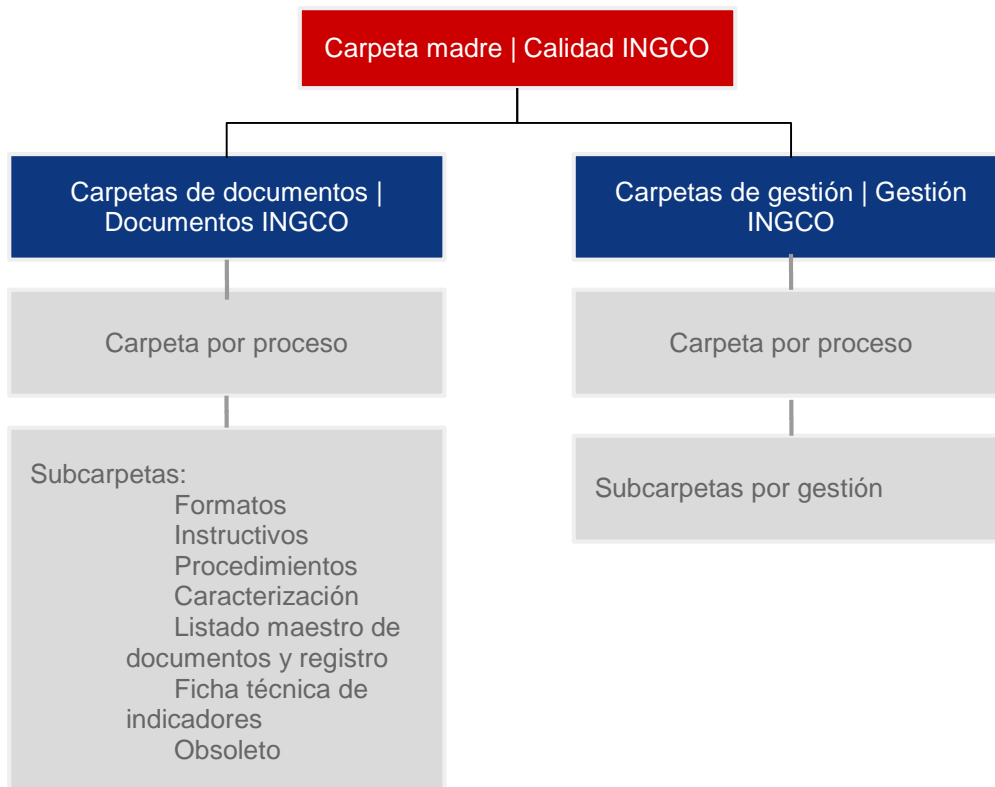 Carpeta madre | Calidad INGCO
Carpetas de documentos |
Documentos INGCO
Carpetas de gestión | Gestión
INGCO
Carpeta por proceso
Carpeta por proceso
Subcarpetas:
Formatos
Instructivos
Procedimientos
Caracterización
Listado maestro de
documentos y registro
Ficha técnica de
indicadores
Obsoleto
Subcarpetas por gestión